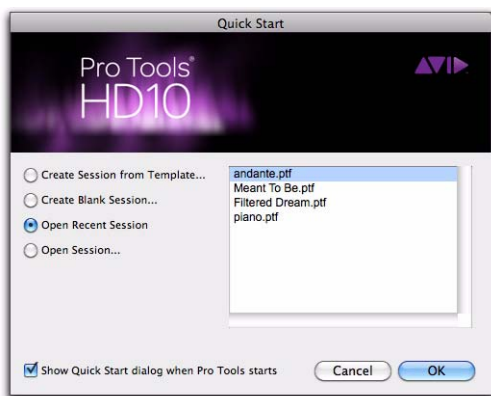 Quick Start
Pro Tools®
HD10
AVID
Create Session from Template...
Create Blank Session...
Open Recent Session
Open Session...
andante.ptf
Meant To Be.ptf
Filtered Dream.ptf
piano.ptf
Show Quick Start dialog when Pro Tools starts
Cancel
OK